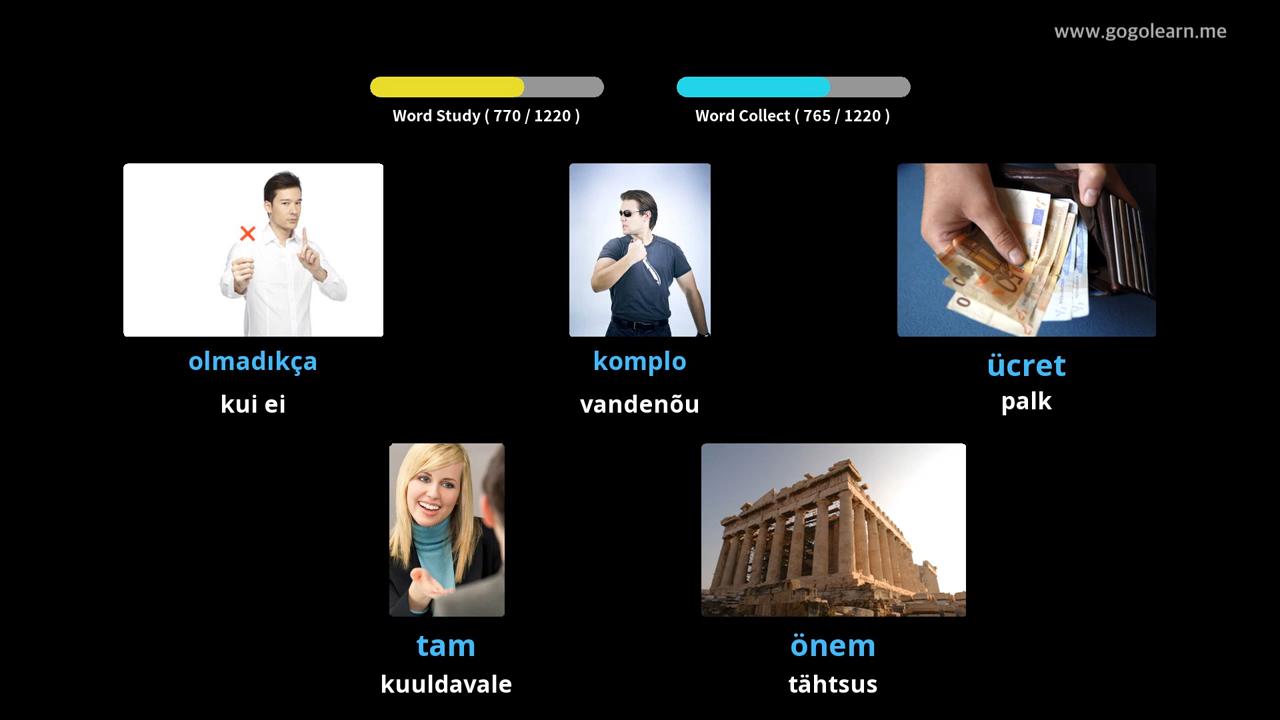 www.gogolearn.me
Word Study ( 770 / 1220 )
Word Collect ( 765 / 1220 )
olmadıkça
kui ei
komplo
vandenõu
ücret
palk
tam
kuuldavale
önem
tähtsus